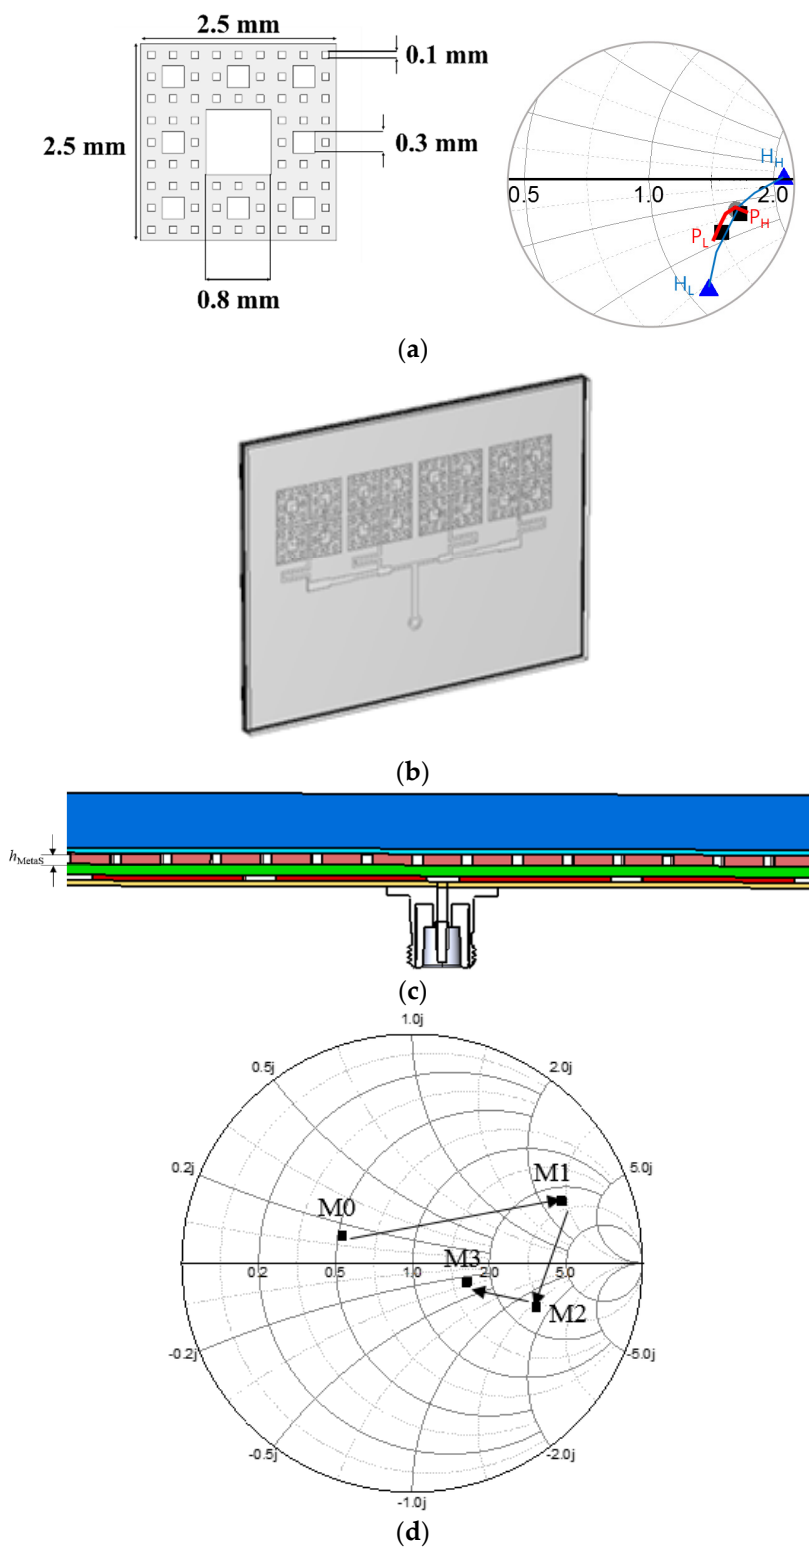 2.5 mm
0.1 mm
2.5 mm
0.3 mm
0.8 mm
H_H
0.5
1.0
2.0
P_H
P_L
H_L
(a)
(b)
h_MetaS
(c)
1.0j
0.5j
2.0j
0.2j
5.0j
M1
M0
M3
0.2
0.5
1.0
2.0
5.0
M2
-0.2j
-5.0j
-0.5j
-2.0j
-1.0j
(d)